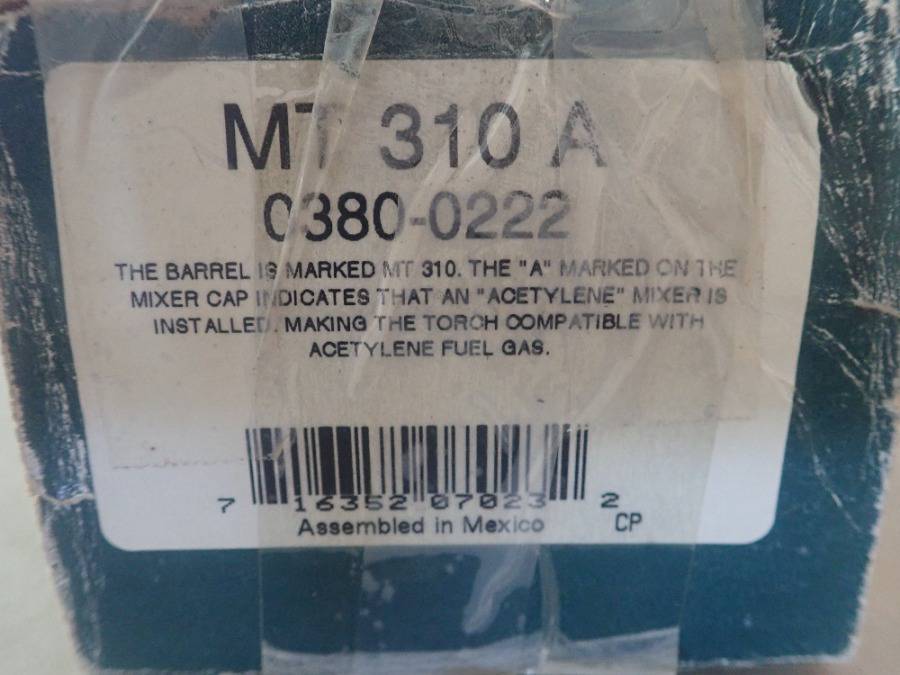 MT 310 A
0380-0222
THE BARREL IS MARKED MT 310. THE "A" MARKED ON THE
MIXER CAP INDICATES THAT AN "ACETYLENE" MIXER IS
INSTALLED. MAKING THE TORCH COMPATIBLE WITH
ACETYLENE FUEL GAS.
7 16352 07023 2
Assembled in Mexico CP